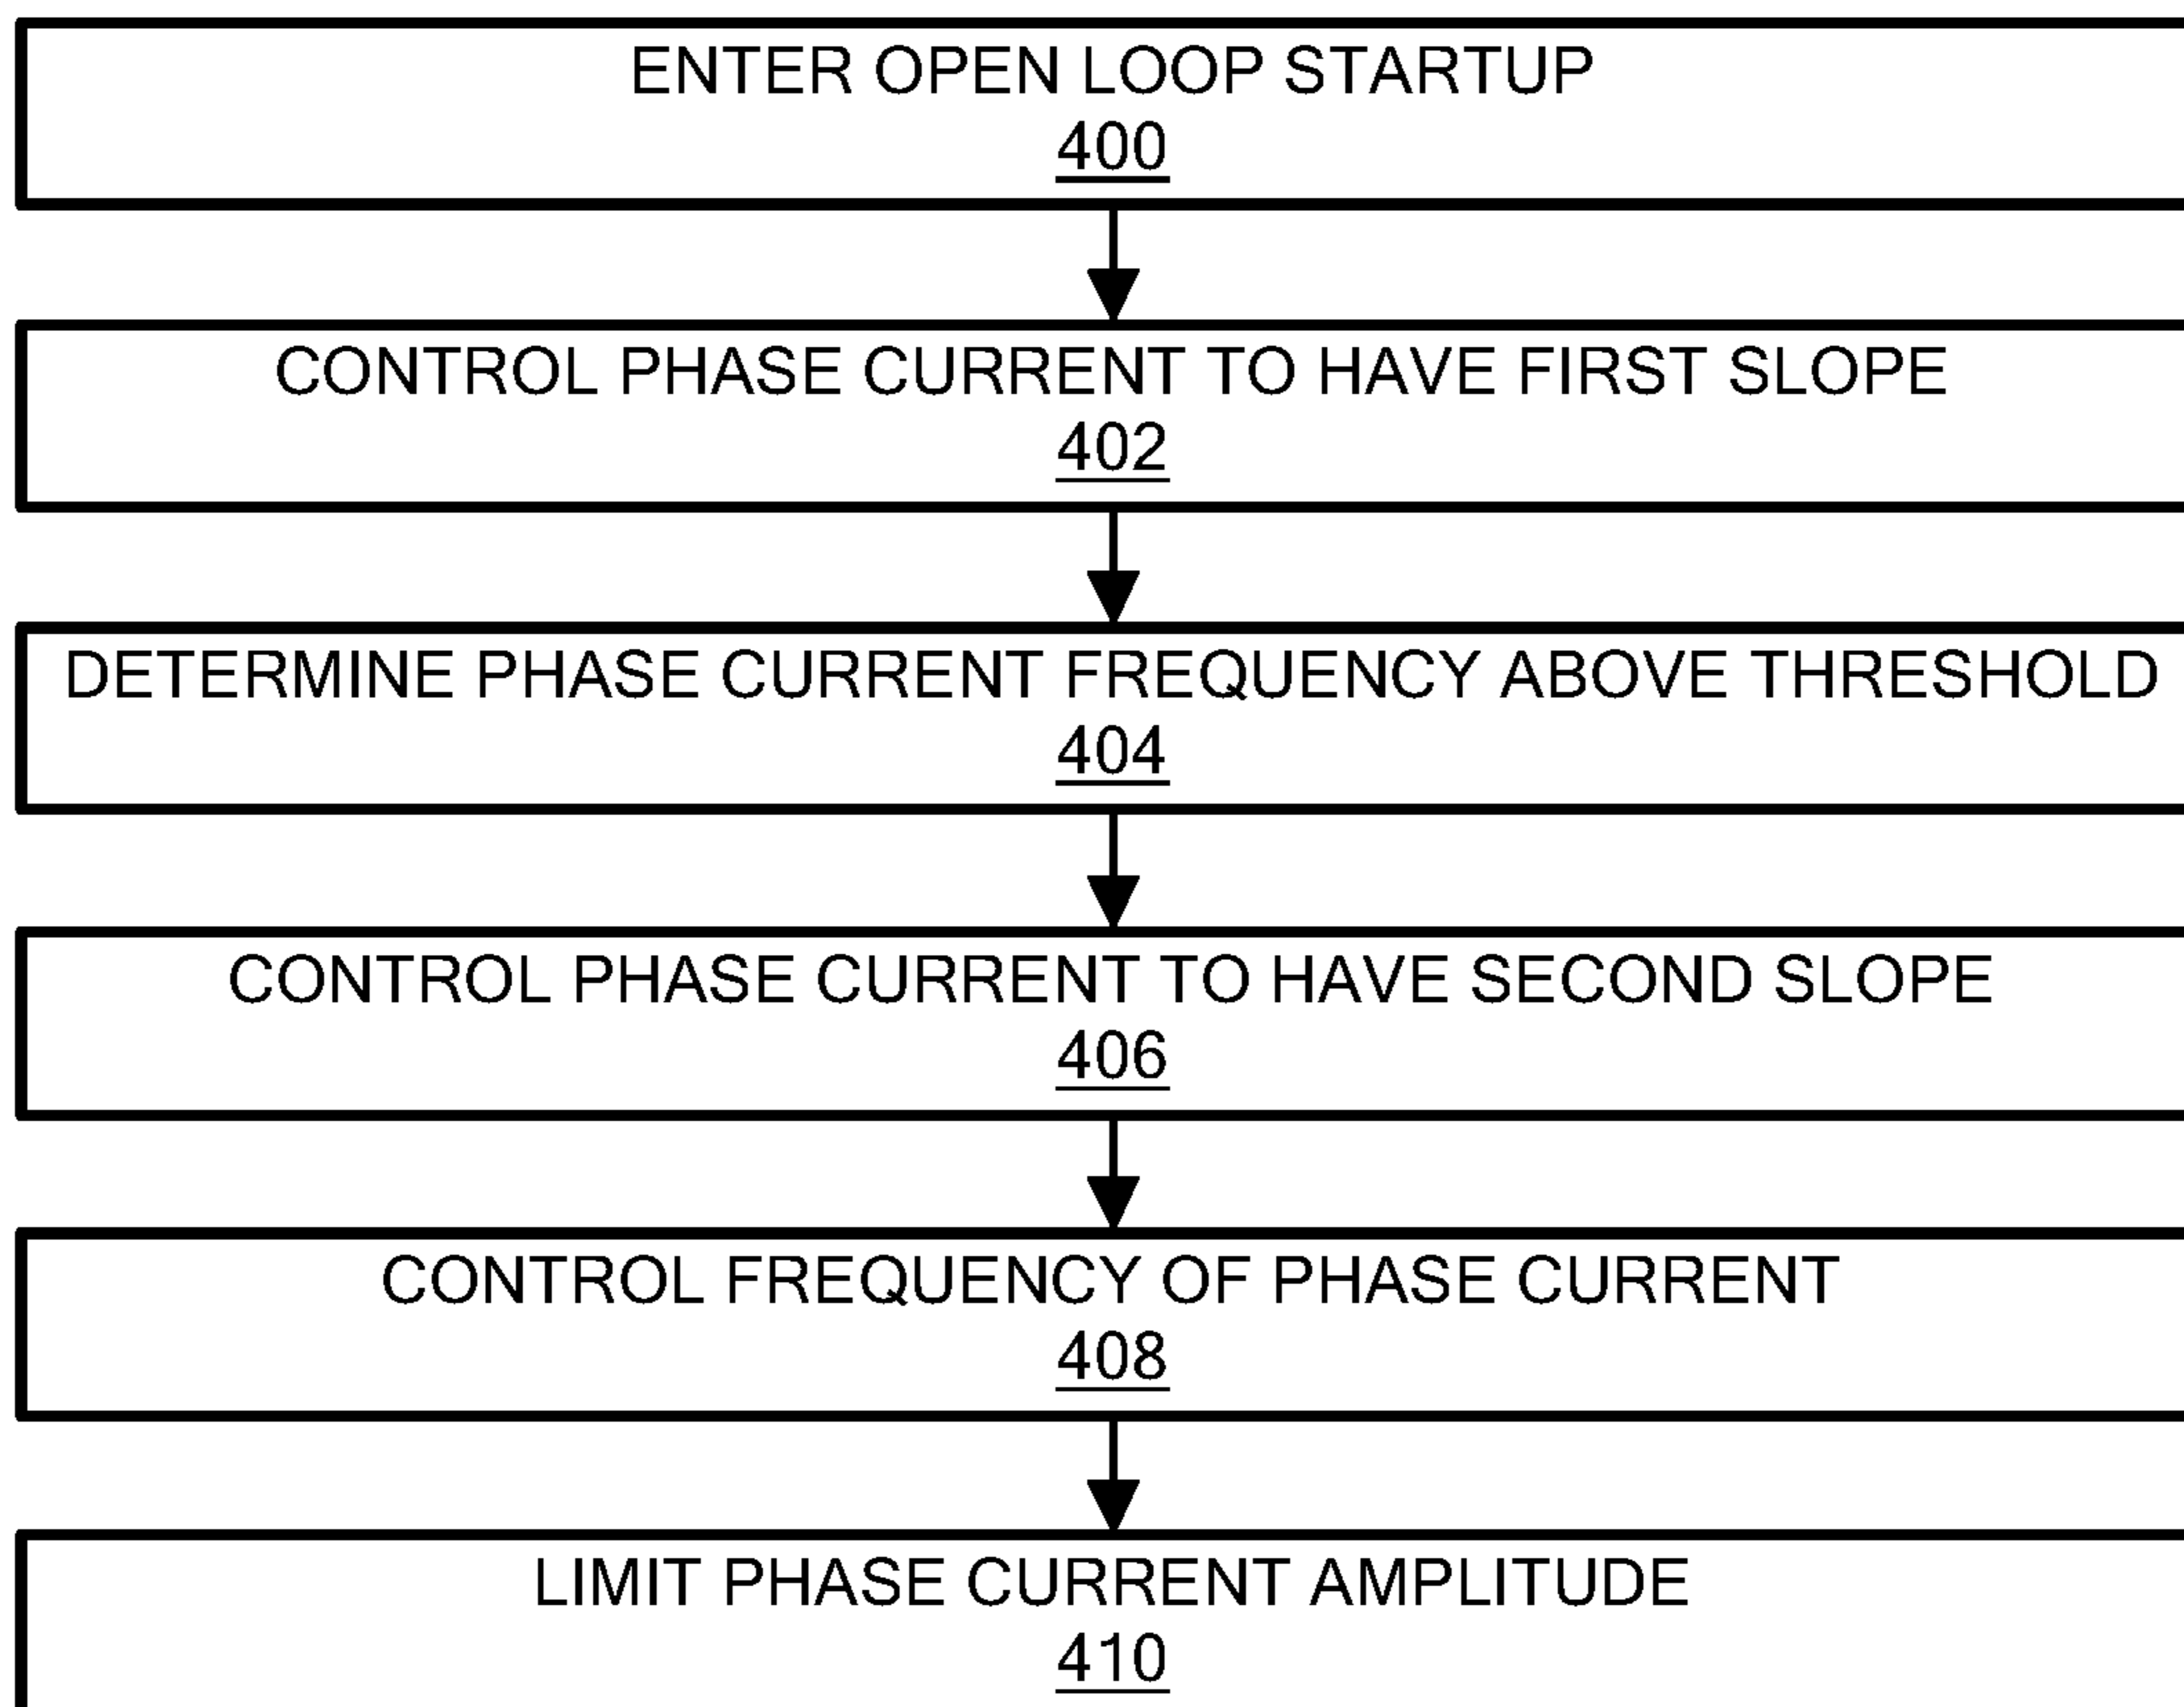 ENTER OPEN LOOP STARTUP
400
CONTROL PHASE CURRENT TO HAVE FIRST SLOPE
402
DETERMINE PHASE CURRENT FREQUENCY ABOVE THRESHOLD
404
CONTROL PHASE CURRENT TO HAVE SECOND SLOPE
406
CONTROL FREQUENCY OF PHASE CURRENT
408
LIMIT PHASE CURRENT AMPLITUDE
410